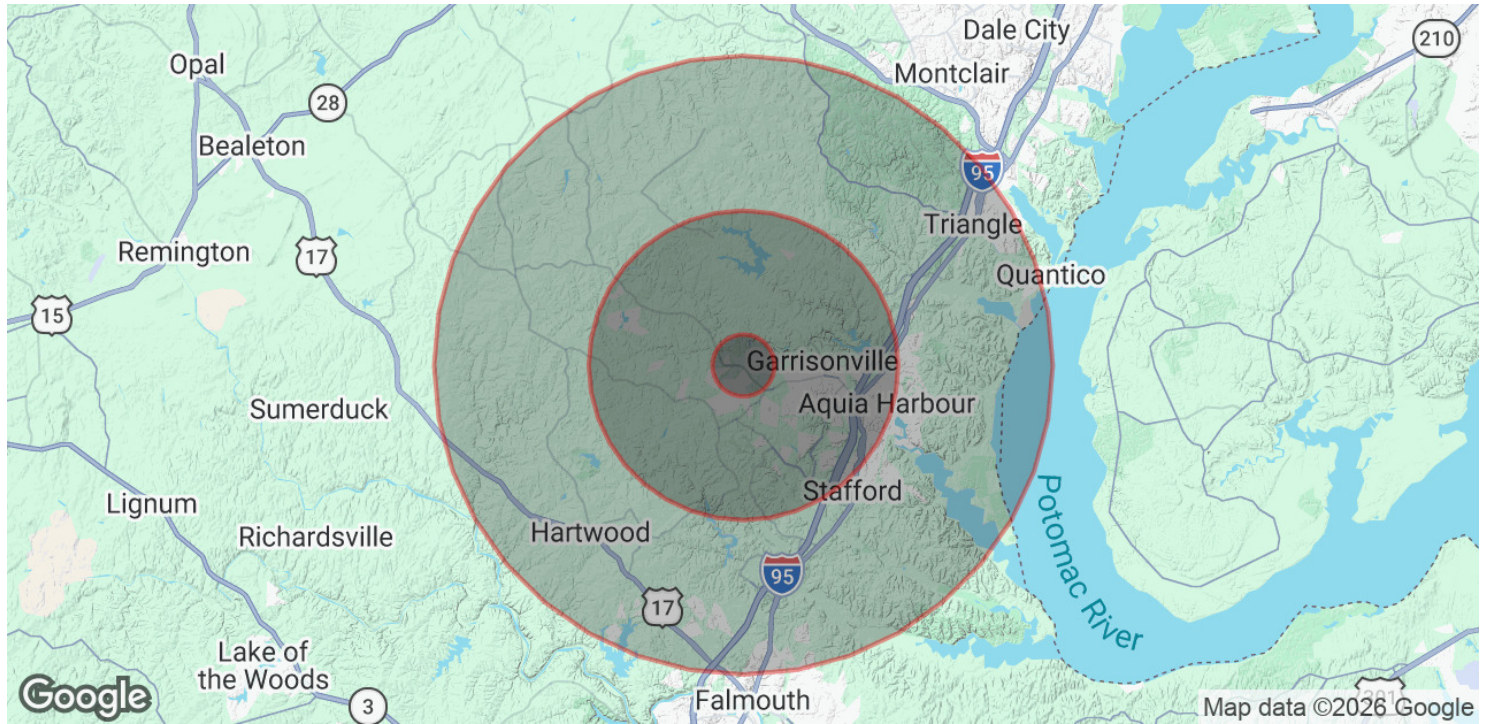 Dale City
210
Opal
Montclair
28
Bealeton
95
Triangle
Remington
17
Quantico
15
Garrisonville
Sumerduck
Aquia Harbour
Stafford
Lignum
Richardsville
Hartwood
Potomac River
95
17
Lake of
the Woods
Google
3
Falmouth
301
Map data ©2026 Google